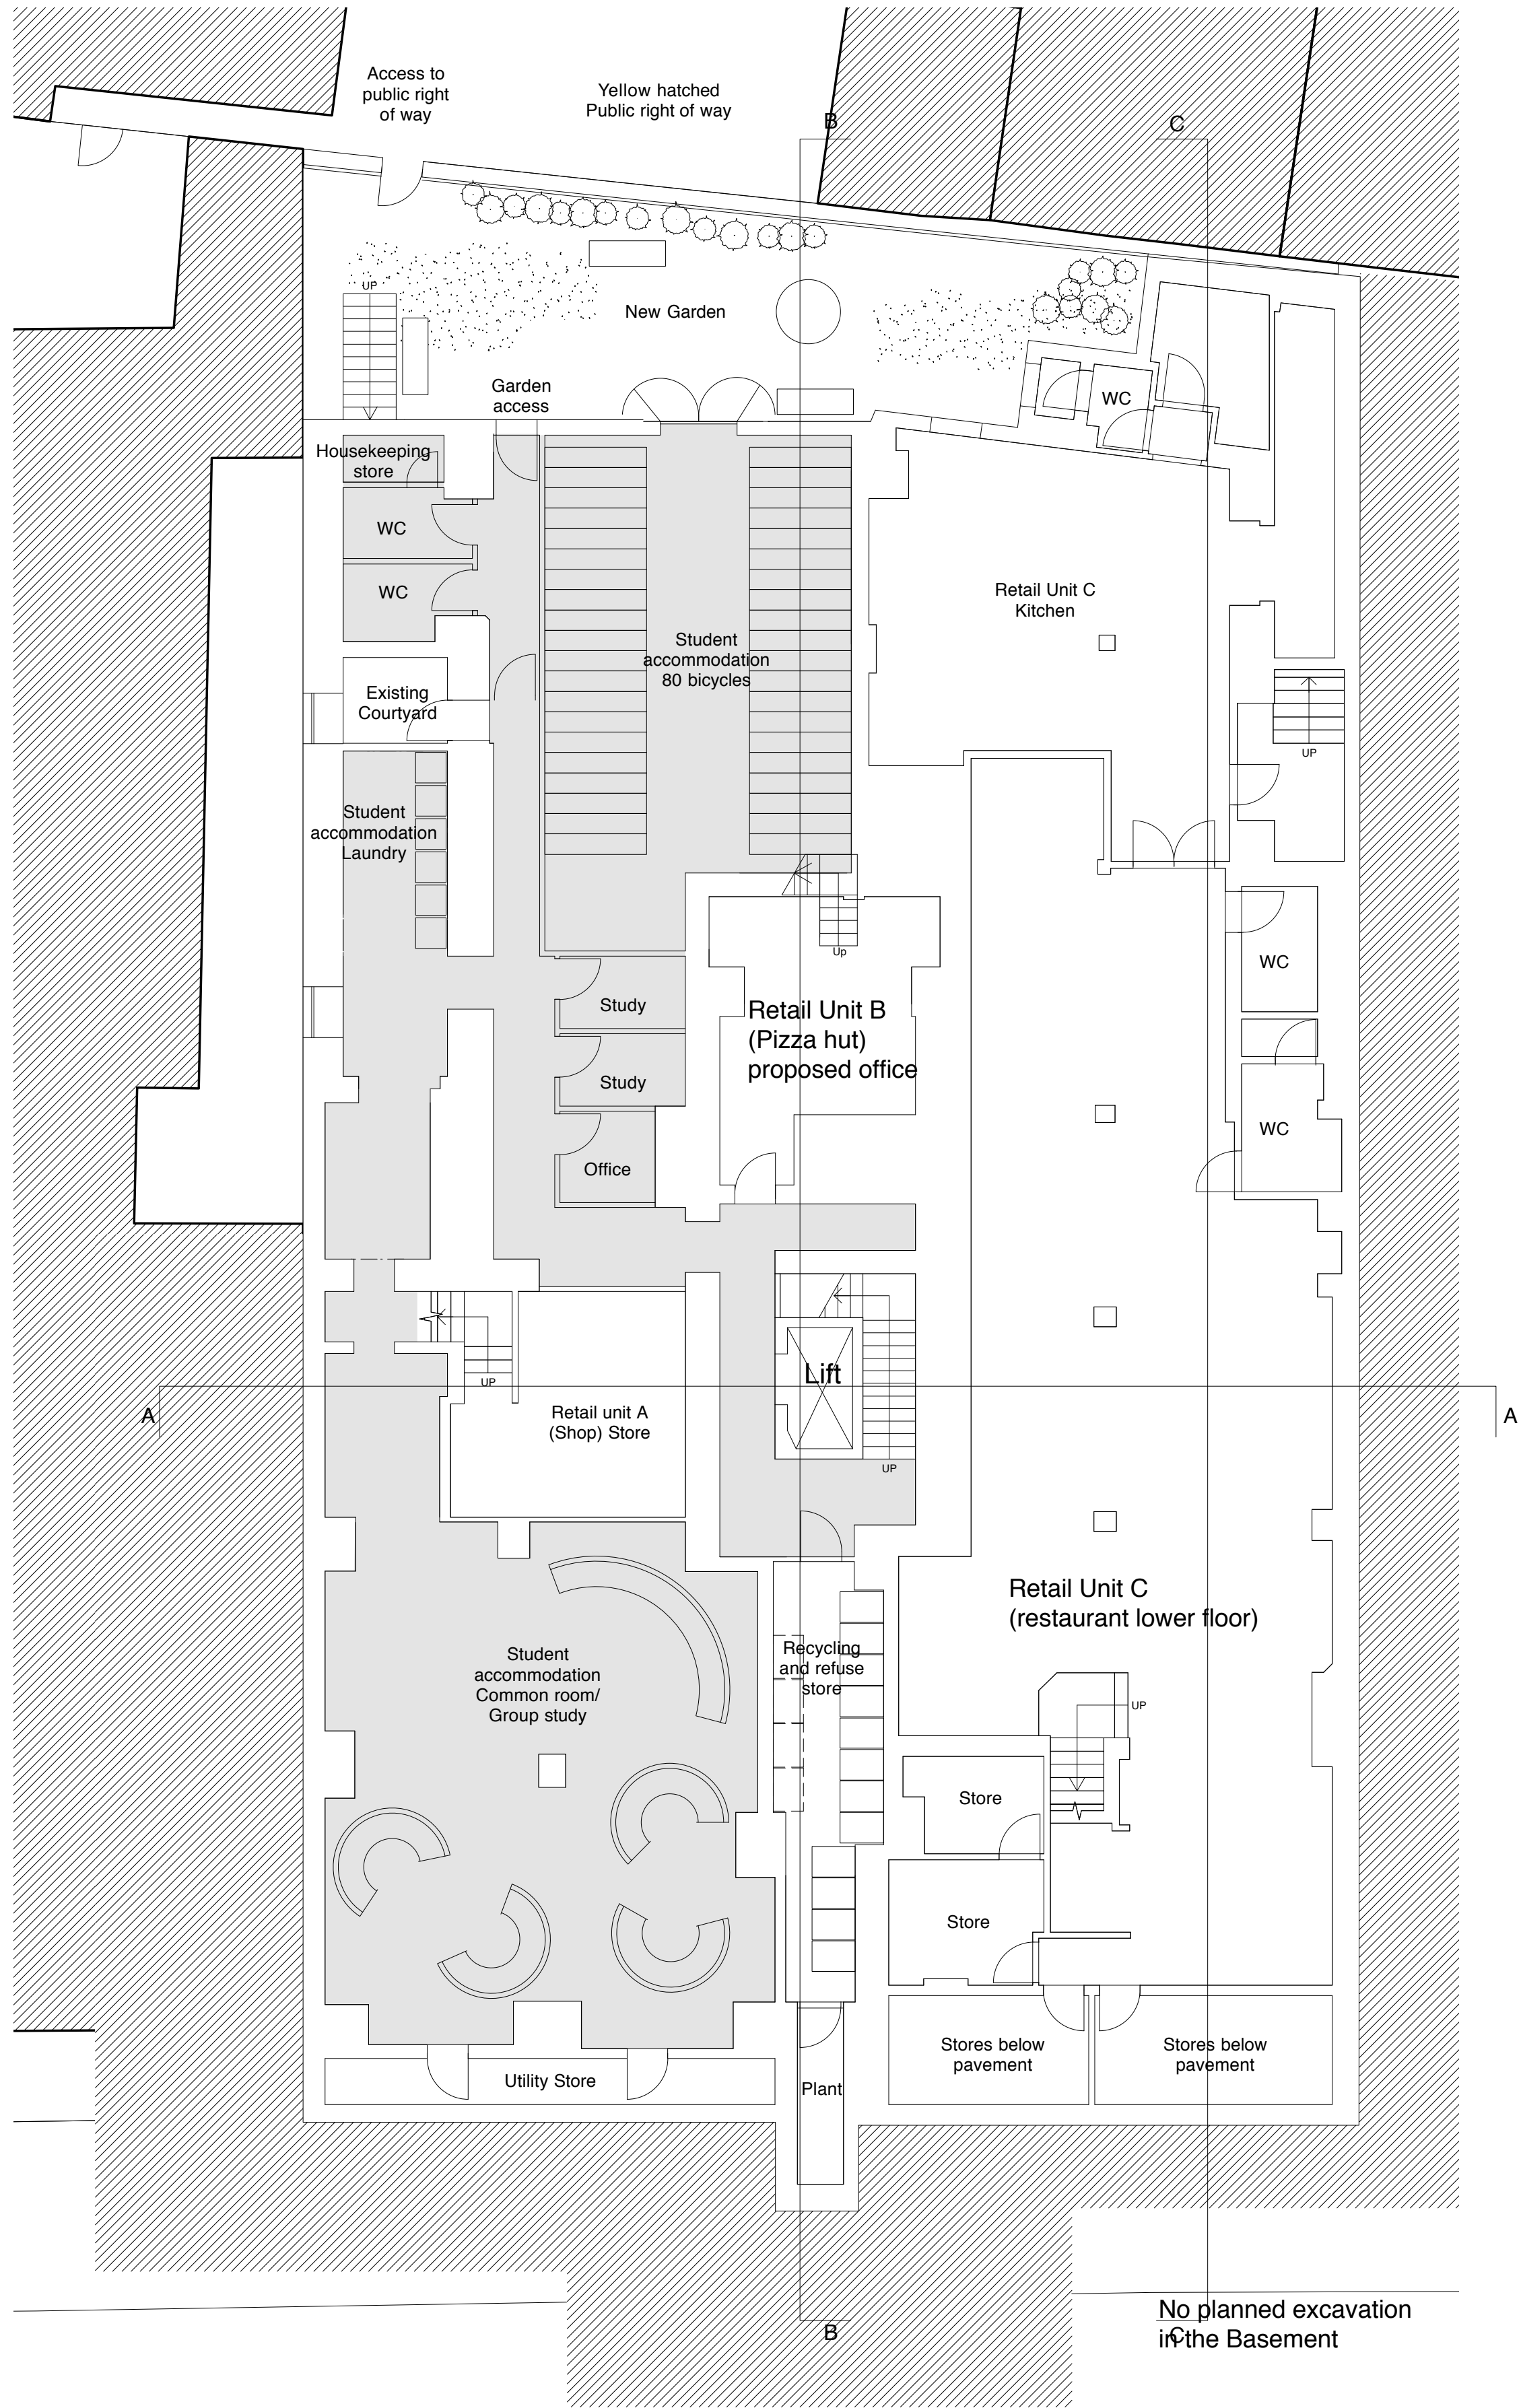 Access to
public right
of way
Yellow hatched
Public right of way
B
C
UP
New Garden
Garden
access
WC
Housekeeping
store
WC
WC
Student
accommodation
80 bicycles
Retail Unit C
Kitchen
Existing
Courtyard
UP
Student
accommodation
Laundry
Up
WC
Study
Retail Unit B
(Pizza hut)
proposed office
Study
WC
Office
Lift
UP
A
Retail unit A
(Shop) Store
A
UP
Retail Unit C
(restaurant lower floor)
Student
accommodation
Common room/
Group study
Recycling
and refuse
store
UP
Store
Store
Stores below
pavement
Stores below
pavement
Utility Store
Plant
B
No planned excavation
in the Basement
C